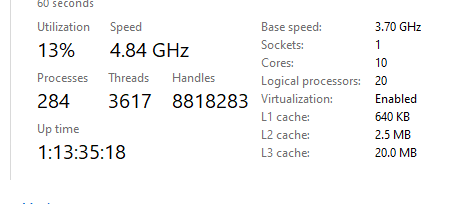 60 seconds
Utilization Speed
13% 4.84 GHz
Processes Threads Handles
284 3617 8818283
Up time
1:13:35:18
Base speed: 3.70 GHz
Sockets: 1
Cores: 10
Logical processors: 20
Virtualization: Enabled
L1 cache: 640 KB
L2 cache: 2.5 MB
L3 cache: 20.0 MB